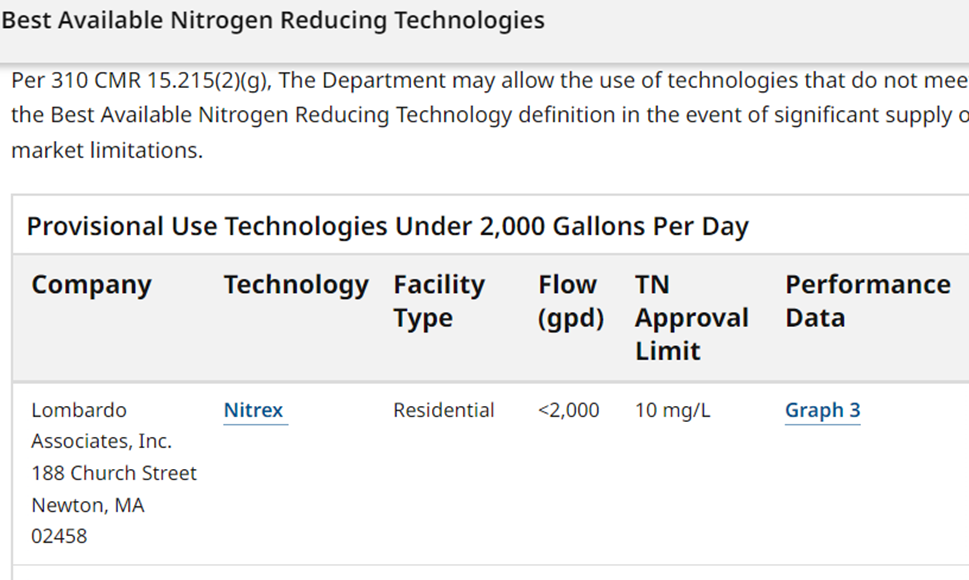 Best Available Nitrogen Reducing Technologies
Per 310 CMR 15.215(2)(g), The Department may allow the use of technologies that do not mee
the Best Available Nitrogen Reducing Technology definition in the event of significant supply o
market limitations.
Provisional Use Technologies Under 2,000 Gallons Per Day
Company Technology Facility Type Flow (gpd) TN Approval Limit Performance Data
Lombardo Associates, Inc. 188 Church Street Newton, MA 02458 Nitrex Residential <2,000 10 mg/L Graph 3